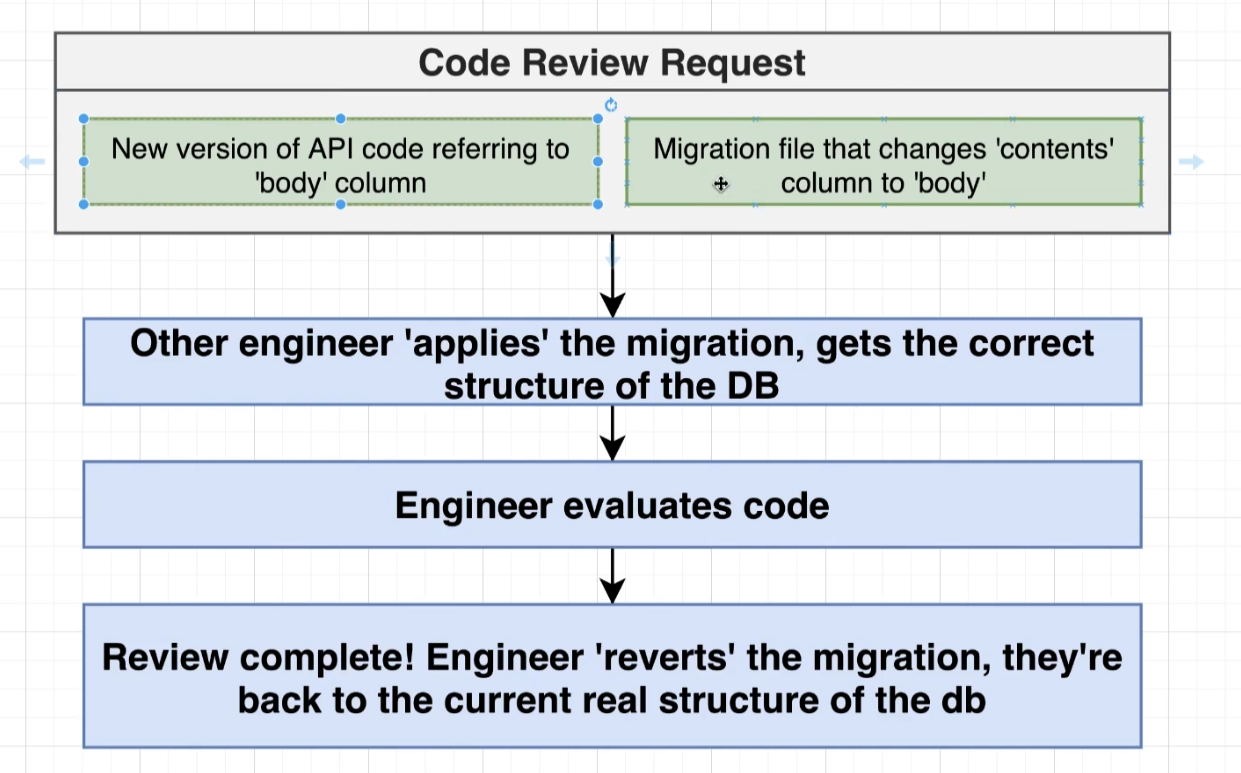 Code Review Request
New version of API code referring to
'body' column
Migration file that changes 'contents'
column to 'body'
Other engineer 'applies' the migration, gets the correct
structure of the DB
Engineer evaluates code
Review complete! Engineer 'reverts' the migration, they're
back to the current real structure of the db